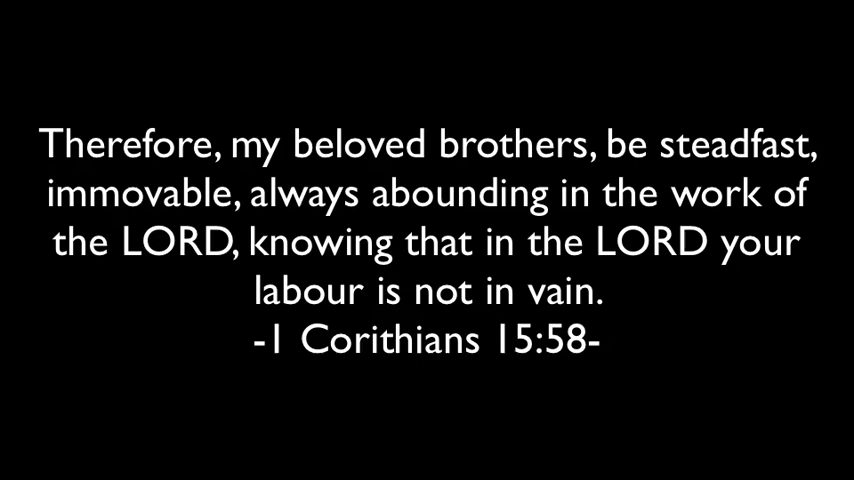 Therefore, my beloved brothers, be steadfast,
immovable, always abounding in the work of
the LORD, knowing that in the LORD your
labour is not in vain.
-1 Corithians 15:58-